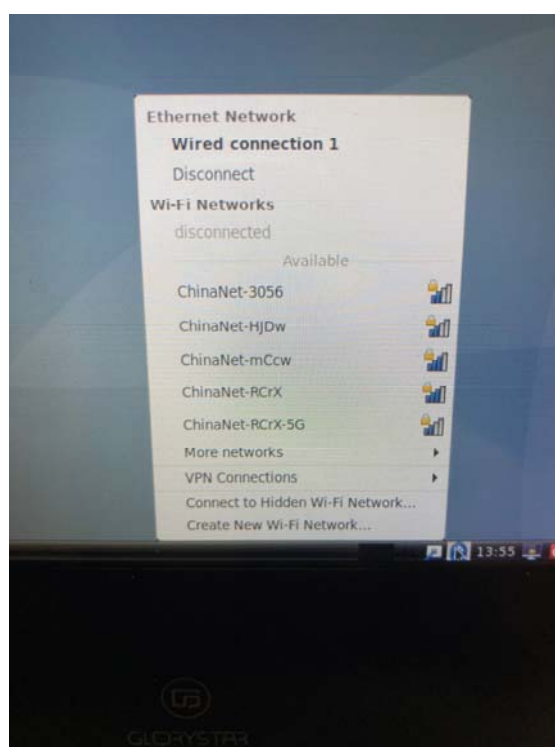 Ethernet Network
Wired connection 1
Disconnect
Wi-Fi Networks
disconnected
Available
ChinaNet-3056
ChinaNet-HJDw
ChinaNet-mCcw
ChinaNet-RCrX
ChinaNet-RCrX-5G
More networks
VPN Connections
Connect to Hidden Wi-Fi Network...
Create New Wi-Fi Network...
13:55
GLORYSTAR